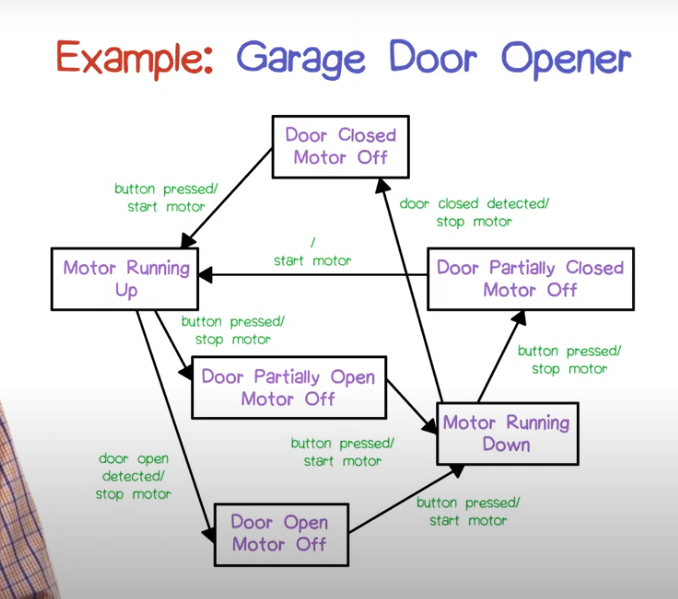 Example: Garage Door Opener
Door Closed
Motor Off
button pressed/
start motor
door closed detected/
stop motor
/
start motor
Motor Running
Up
Door Partially Closed
Motor Off
button pressed/
stop motor
button pressed/
stop motor
Door Partially Open
Motor Off
Motor Running
Down
button pressed/
start motor
door open
detected/
stop motor
button pressed/
start motor
Door Open
Motor Off